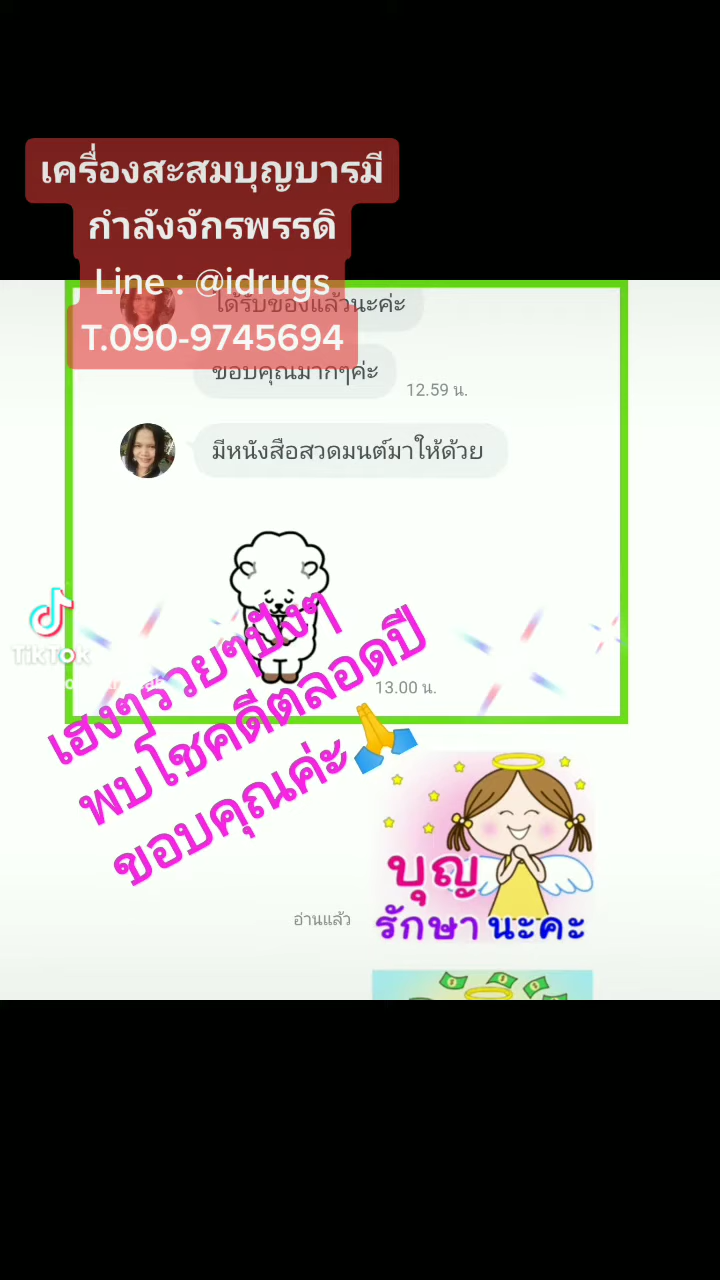 เครื่องสะสมบุญบารมี
กำลังจักรพรรดิ
Line : @idrugs
T.090-9745694
ได้รับของแล้วนะค่ะ
ขอบคุณมากๆค่ะ
12.59 น.
มีหนังสือสวดมนต์มาให้ด้วย
13.00 น.
TikTok
เฮงๆรวยๆปังๆ
พบโชคดีตลอดปี
ขอบคุณค่ะ🙏
บุญ
รักษา นะคะ
อ่านแล้ว